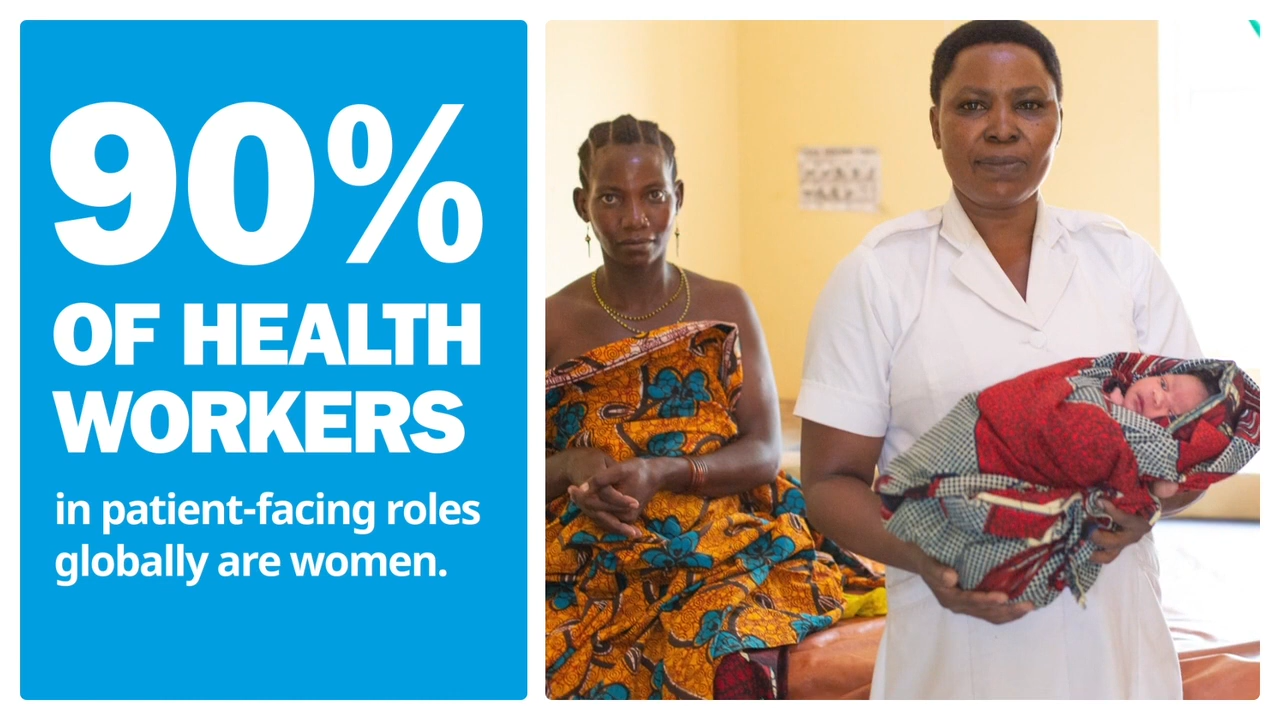 90%
OF HEALTH
WORKERS
in patient-facing roles
globally are women.